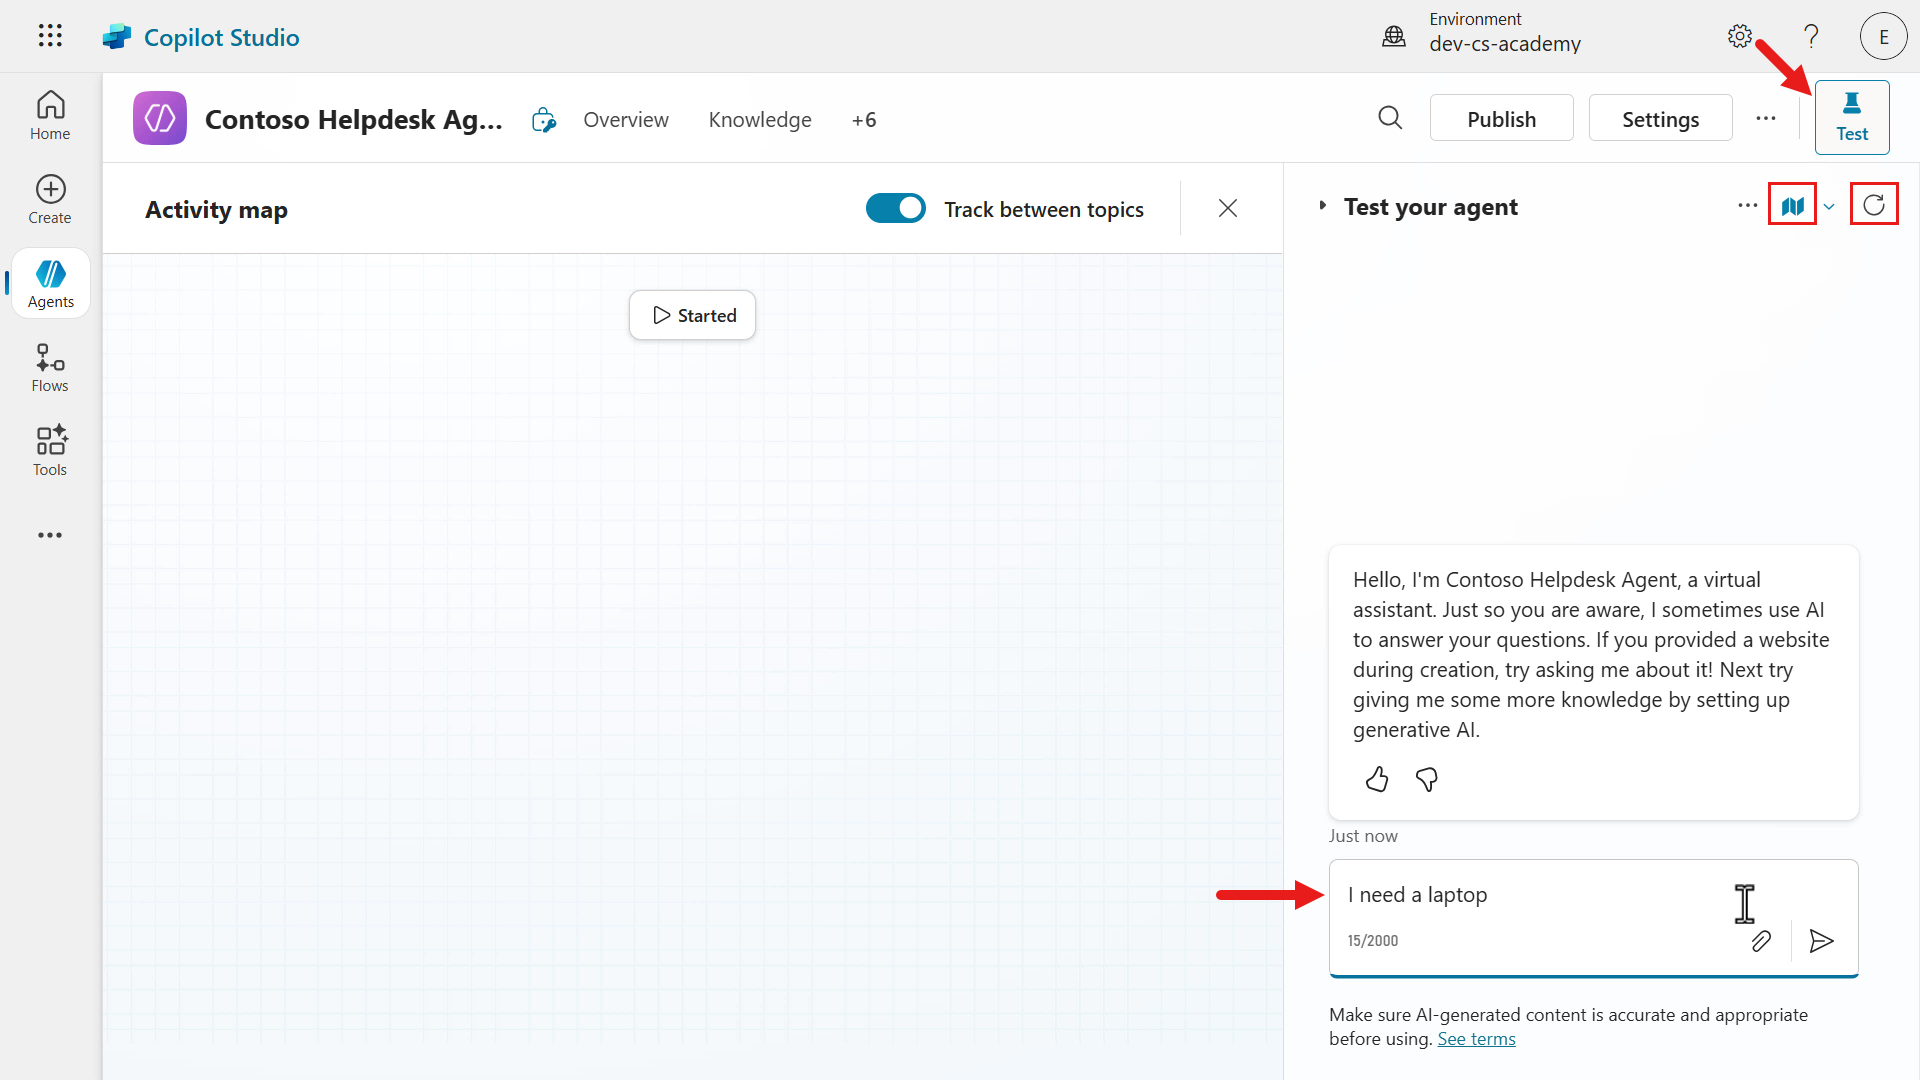 Copilot Studio
Environment
dev-cs-academy
E
Home
Create
Agents
Flows
Tools
Contoso Helpdesk Ag...
Overview
Knowledge
+6
Publish
Settings
Test
Activity map
Track between topics
Started
Test your agent
Hello, I'm Contoso Helpdesk Agent, a virtual
assistant. Just so you are aware, I sometimes use AI
to answer your questions. If you provided a website
during creation, try asking me about it! Next try
giving me some more knowledge by setting up
generative AI.
Just now
I need a laptop
15/2000
Make sure AI-generated content is accurate and appropriate
before using. See terms